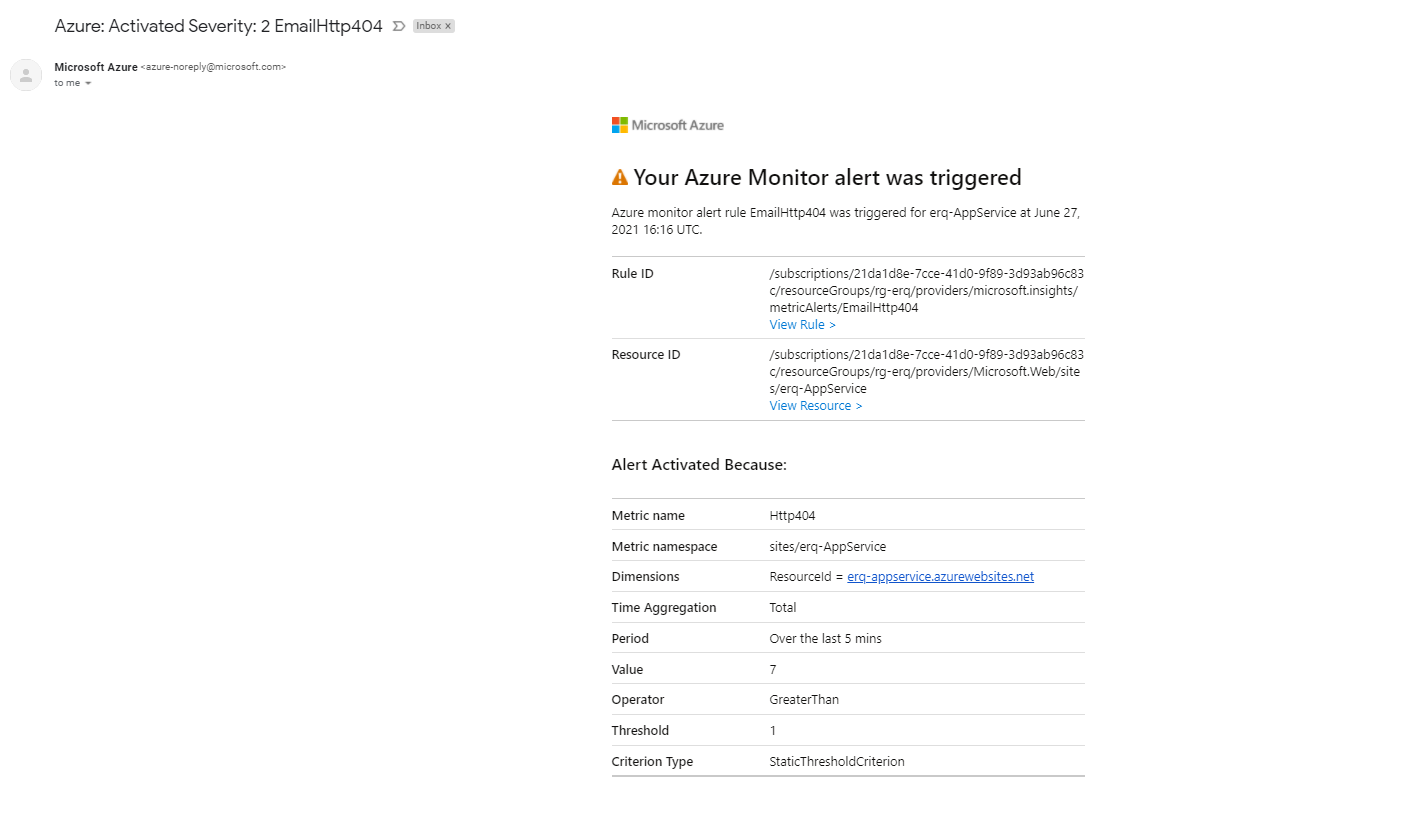 Azure: Activated Severity: 2 EmailHttp404
Inbox x
Microsoft Azure <azure-noreply@microsoft.com>
to me
Microsoft Azure
Your Azure Monitor alert was triggered
Azure monitor alert rule EmailHttp404 was triggered for erq-AppService at June 27,
2021 16:16 UTC.
Rule ID
/subscriptions/21da1d8e-7cce-41d0-9f89-3d93ab96c83
c/resourceGroups/rg-erq/providers/microsoft.insights/
metricAlerts/EmailHttp404
View Rule >
Resource ID
/subscriptions/21da1d8e-7cce-41d0-9f89-3d93ab96c83
c/resourceGroups/rg-erq/providers/Microsoft.Web/site
s/erq-AppService
View Resource >
Alert Activated Because:
Metric name Http404
Metric namespace sites/erq-AppService
Dimensions ResourceId = erq-appservice.azurewebsites.net
Time Aggregation Total
Period Over the last 5 mins
Value 7
Operator GreaterThan
Threshold 1
Criterion Type StaticThresholdCriterion